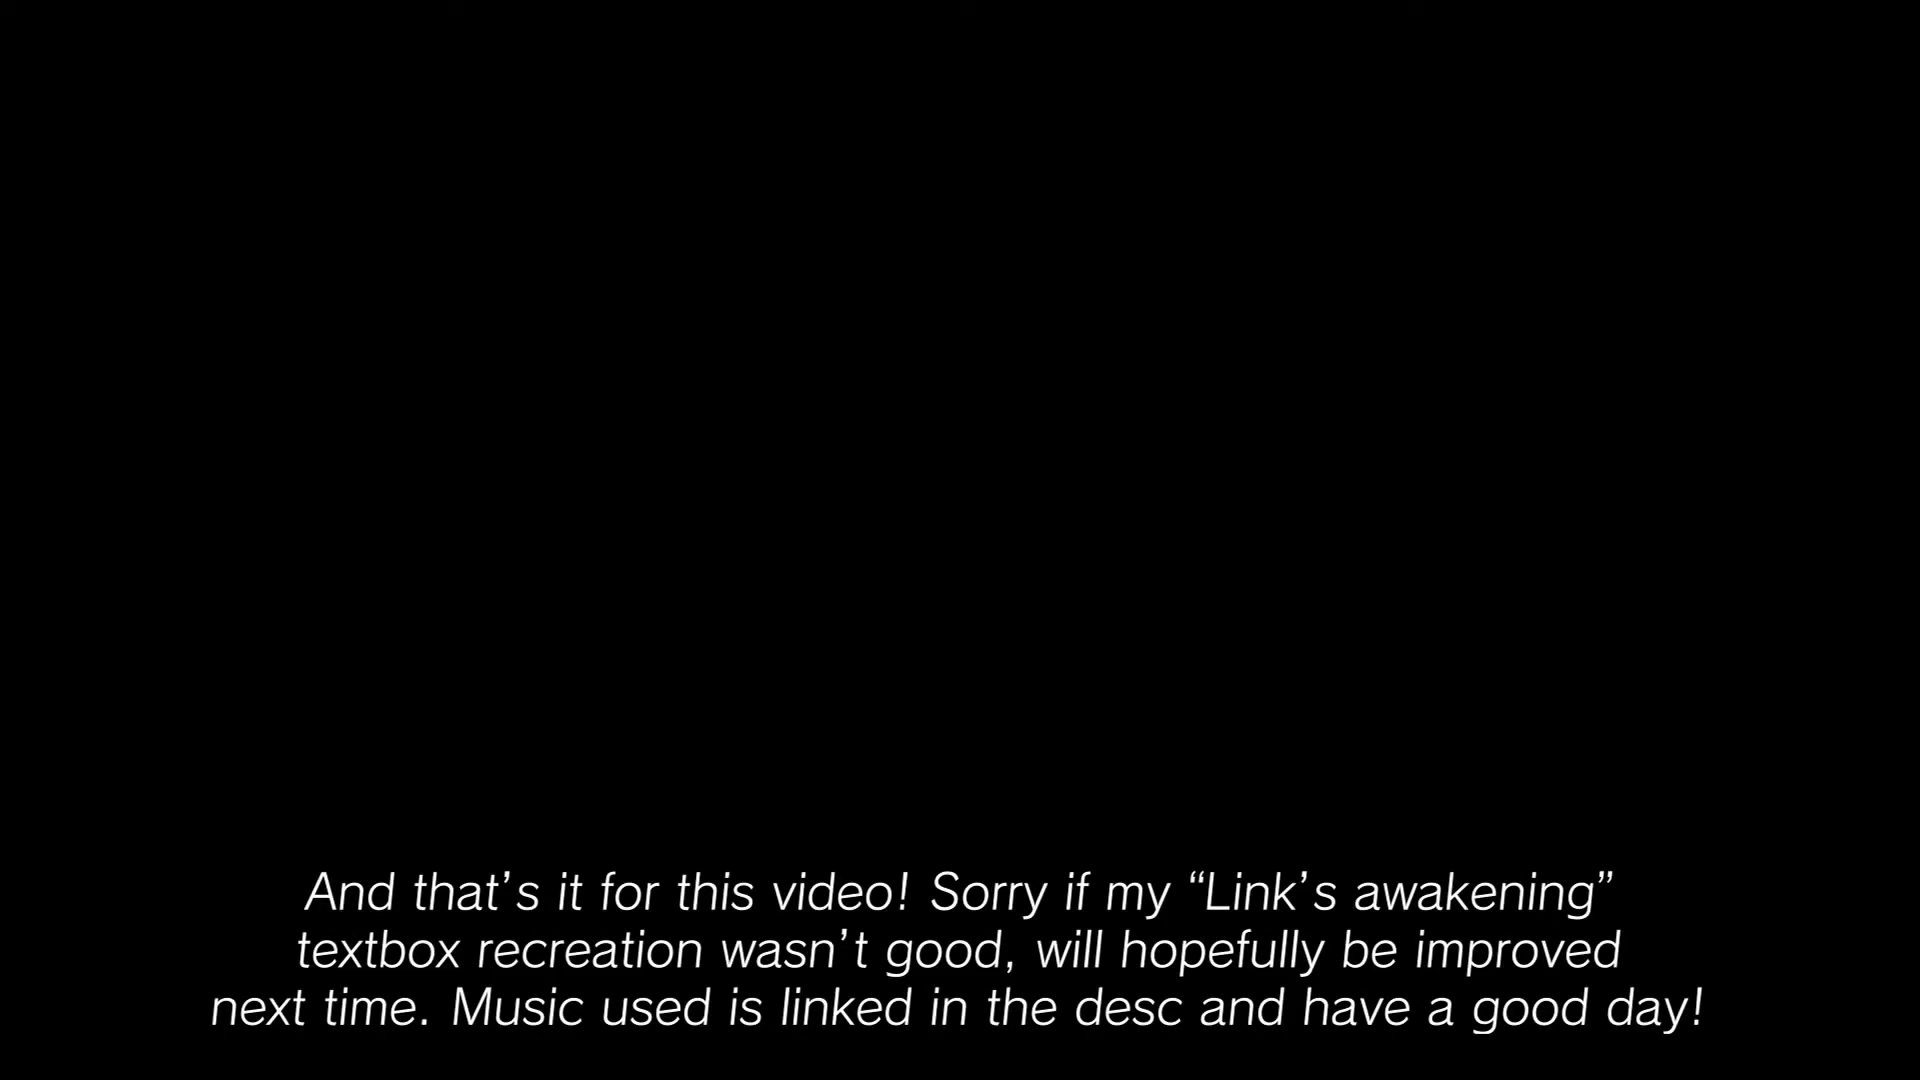 And that’s it for this video! Sorry if my “Link’s awakening”
textbox recreation wasn’t good, will hopefully be improved
next time. Music used is linked in the desc and have a good day!